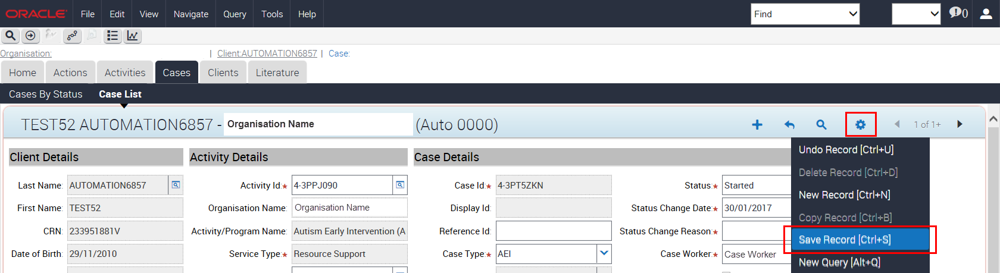 ORACLE File Edit View Navigate Query Tools Help Find 0
Organisation: | Client:AUTOMATION6857 | Case:
Home Actions Activities Cases Clients Literature
Cases By Status Case List
TEST52 AUTOMATION6857 - Organisation Name (Auto 0000) 1 of 1+
Undo Record [Ctrl+U]
Client Details Activity Details Case Details
Delete Record [Ctrl+D]
Last Name: AUTOMATION6857 Activity Id:★ 4-3PPJ090 Case Id:★ 4-3PT5ZKN Status:★ Started
New Record [Ctrl+N]
First Name: TEST52 Organisation Name: Organisation Name Display Id: Status Change Date:★ 30/01/2017
Copy Record [Ctrl+B]
CRN: 233951881V Activity/Program Name: Autism Early Intervention (A Reference Id: Status Change Reason:★
Save Record [Ctrl+S]
Date of Birth: 29/11/2010 Service Type:★ Resource Support Case Type:★ AEI Case Worker:★ Case Worker
New Query [Alt+Q]